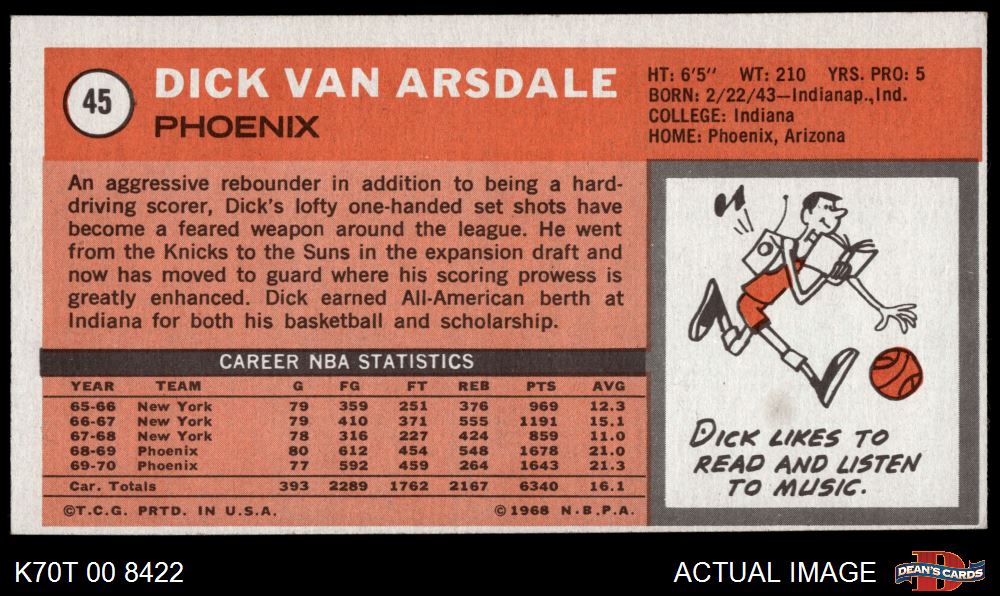 45
DICK VAN ARSDALE
PHOENIX
HT: 6'5'' WT: 210 YRS. PRO: 5
BORN: 2/22/43—Indianap., Ind.
COLLEGE: Indiana
HOME: Phoenix, Arizona
An aggressive rebounder in addition to being a hard-
driving scorer, Dick's lofty one-handed set shots have
become a feared weapon around the league. He went
from the Knicks to the Suns in the expansion draft and
now has moved to guard where his scoring prowess is
greatly enhanced. Dick earned All-American berth at
Indiana for both his basketball and scholarship.
CAREER NBA STATISTICS
YEAR TEAM G FG FT REB PTS AVG
65-66 New York 79 359 251 376 969 12.3
66-67 New York 79 410 371 555 1191 15.1
67-68 New York 78 316 227 424 859 11.0
68-69 Phoenix 80 612 454 548 1678 21.0
69-70 Phoenix 77 592 459 264 1643 21.3
Car. Totals 393 2289 1762 2167 6340 16.1
©T.C.G. PRTD. IN U.S.A. ©1968 N.B.P.A.
DICK LIKES TO
READ AND LISTEN
TO MUSIC.
K70T 00 8422
ACTUAL IMAGE
D
DEAN'S CARDS